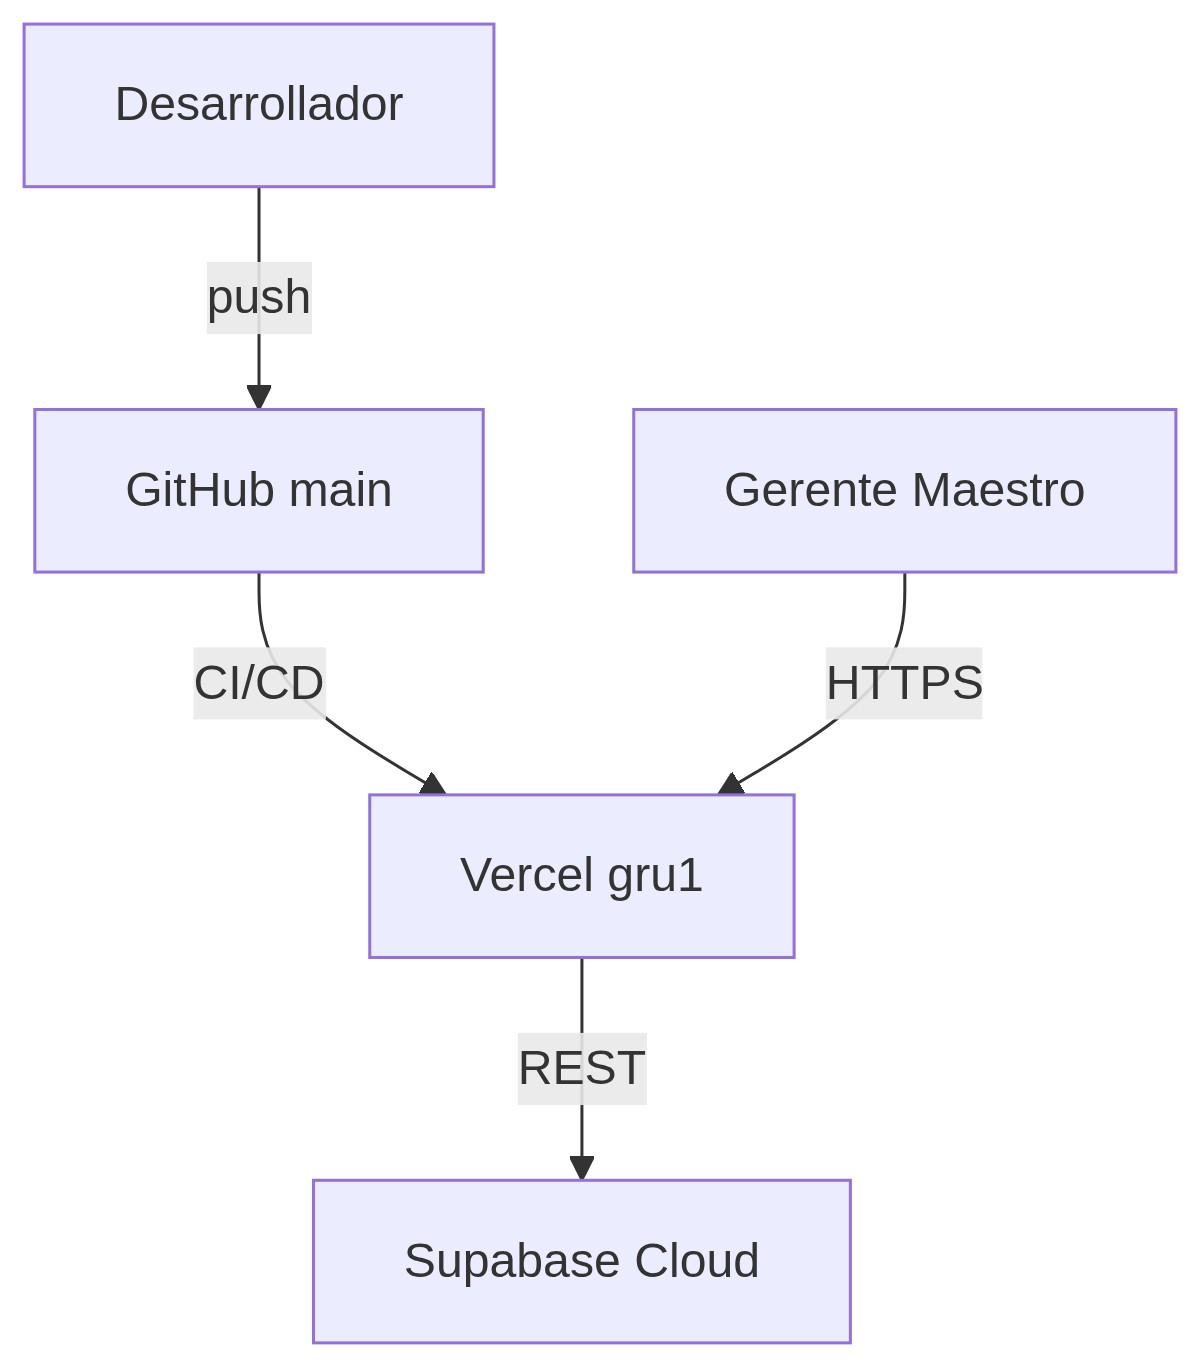 Desarrollador
push
GitHub main
Gerente Maestro
CI/CD
HTTPS
Vercel gru1
REST
Supabase Cloud